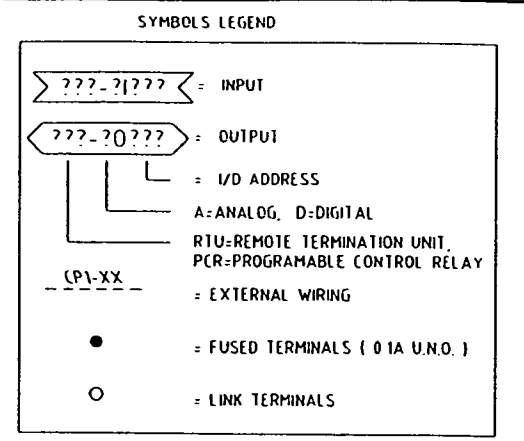 SYMBOLS LEGEND
???-?I??? = INPUT
???-?O??? = OUTPUT
= I/O ADDRESS
A=ANALOG, D=DIGITAL
RTU=REMOTE TERMINATION UNIT,
PCR=PROGRAMABLE CONTROL RELAY
CP1-XX
= EXTERNAL WIRING
= FUSED TERMINALS ( 0.1A U.N.O. )
= LINK TERMINALS